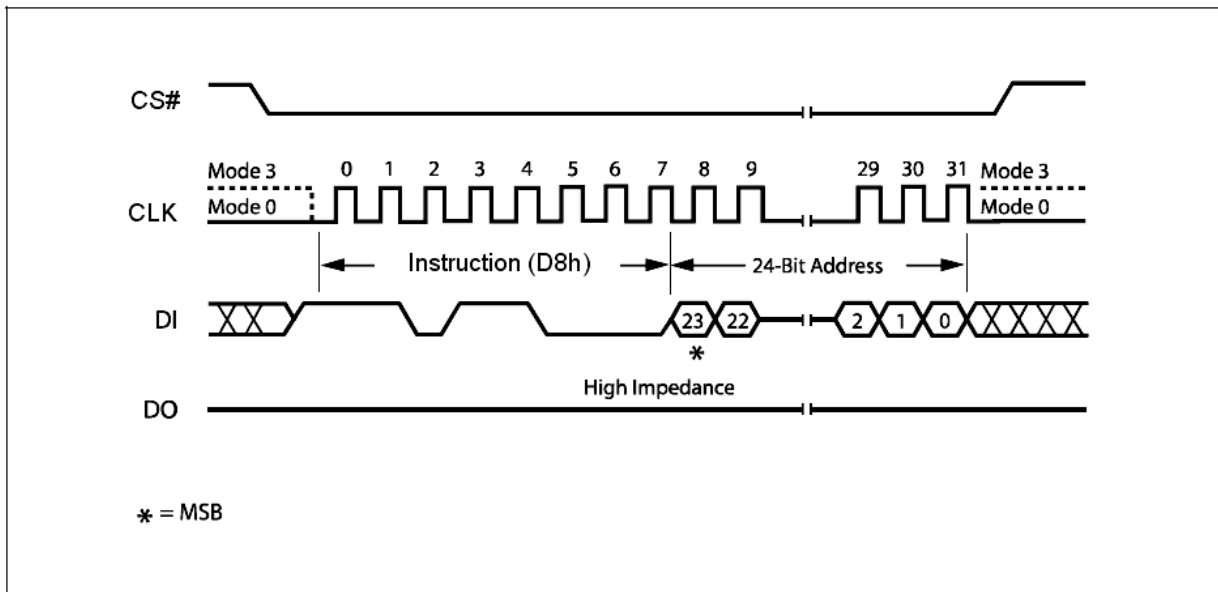 CS#
Mode 3 0 1 2 3 4 5 6 7 8 9 29 30 31 Mode 3
CLK Mode 0 Mode 0
Instruction (D8h) 24-Bit Address
DI 23 22 2 1 0
*
High Impedance
DO
* = MSB